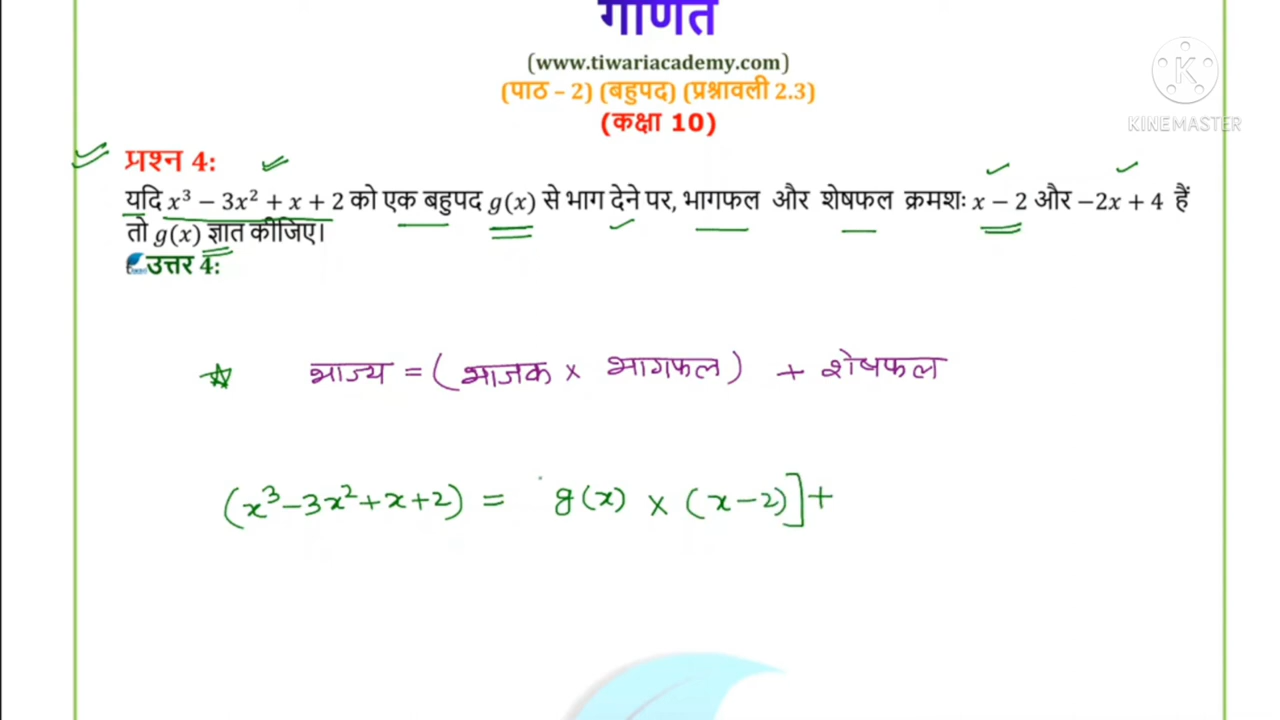 गणित
(www.tiwariacademy.com)
(पाठ – 2) (बहुपद) (प्रश्नावली 2.3)
(कक्षा 10)
K
KINEMASTER
प्रश्न 4:
यदि x³ − 3x² + x + 2 को एक बहुपद g(x) से भाग देने पर, भागफल और शेषफल क्रमशः x − 2 और −2x + 4 हैं
तो g(x) ज्ञात कीजिए।
उत्तर 4:
भाज्य = (भाजक × भागफल) + शेषफल
(x³−3x²+x+2) = g(x) × (x−2)] +